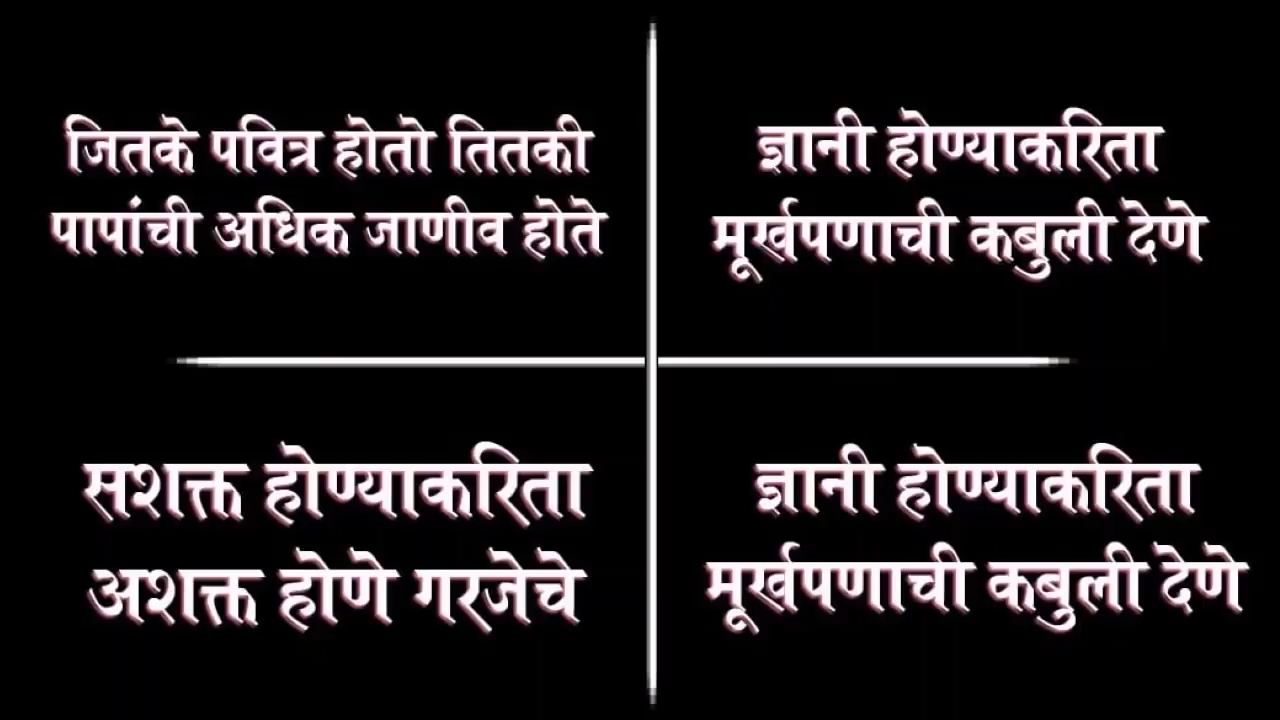 जितके पवित्र होतो तितकी
पापांची अधिक जाणीव होते
ज्ञानी होण्याकरिता
मूर्खपणाची कबुली देणे
सशक्त होण्याकरिता
अशक्त होणे गरजेचे
ज्ञानी होण्याकरिता
मूर्खपणाची कबुली देणे